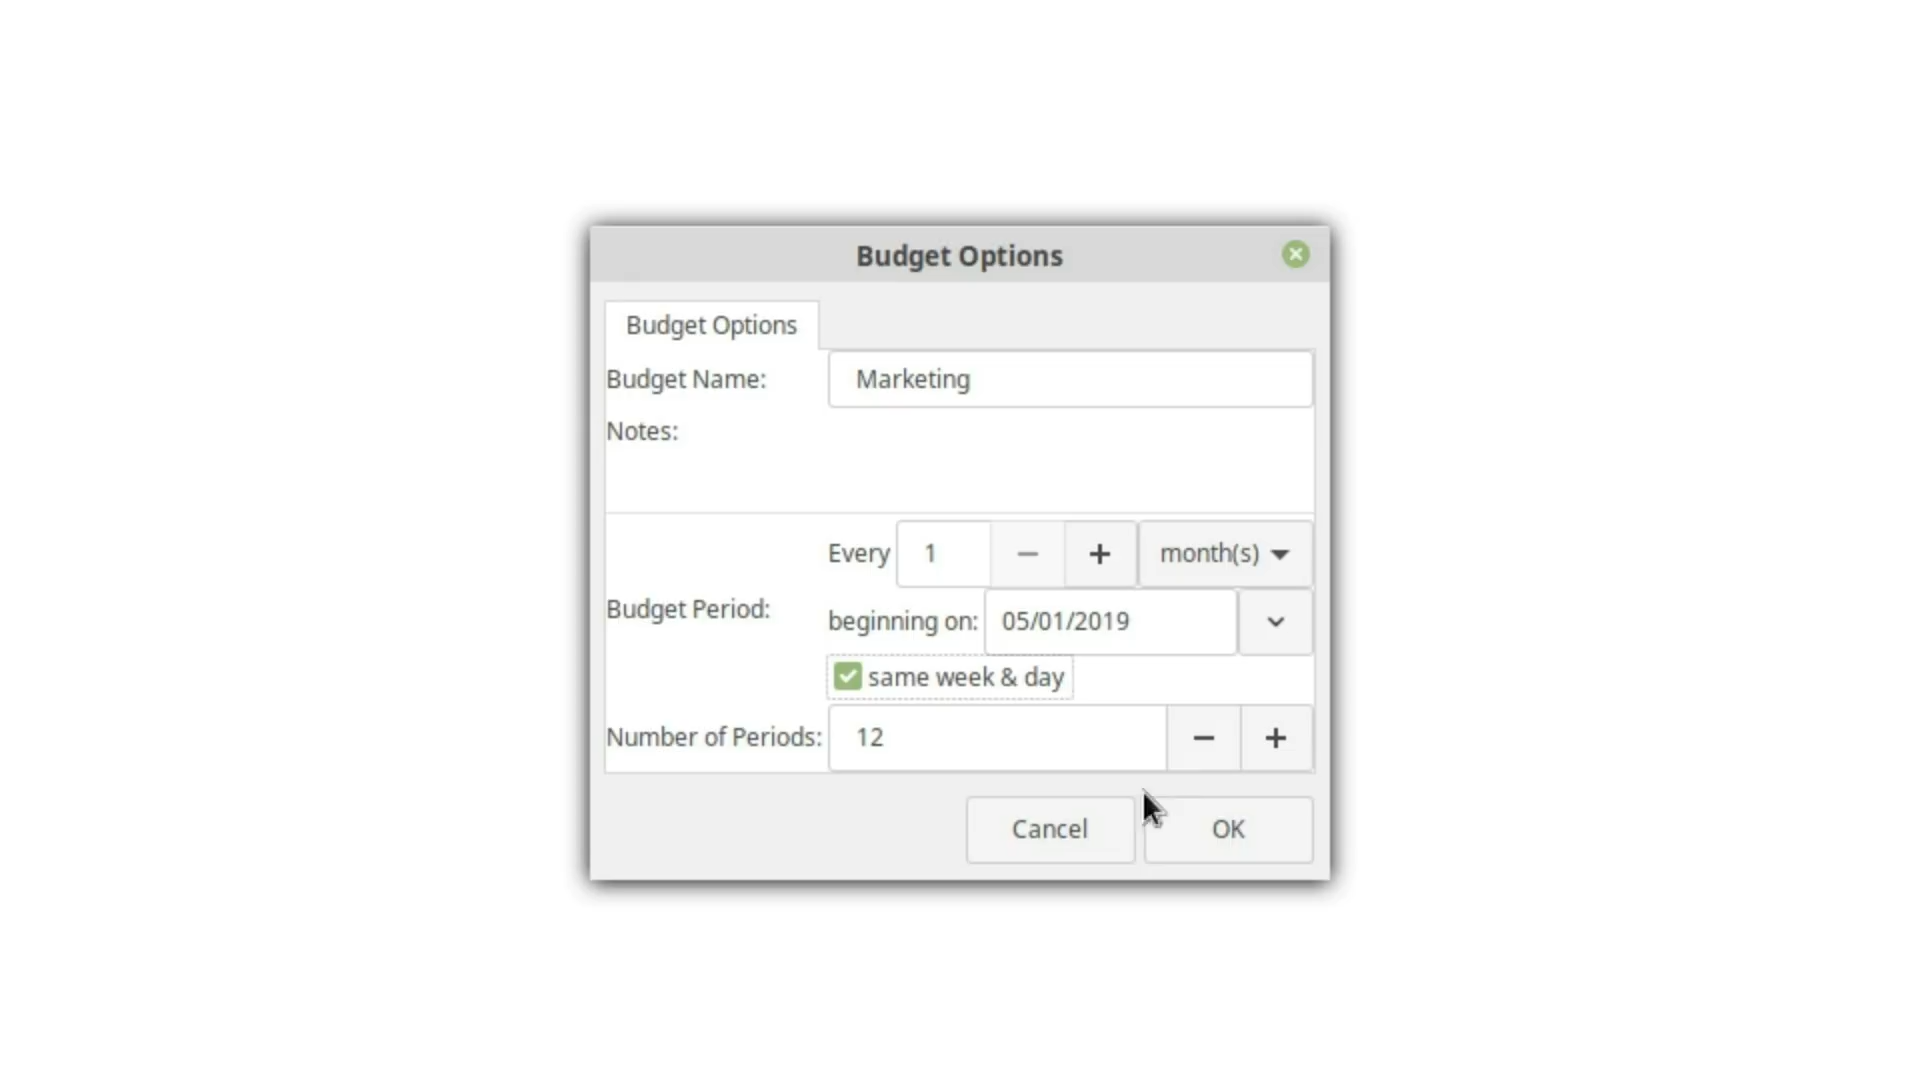 Budget Options
Budget Options
Budget Name: Marketing
Notes:
Every 1 − + month(s)
Budget Period:
beginning on: 05/01/2019
same week & day
Number of Periods: 12 − +
Cancel OK